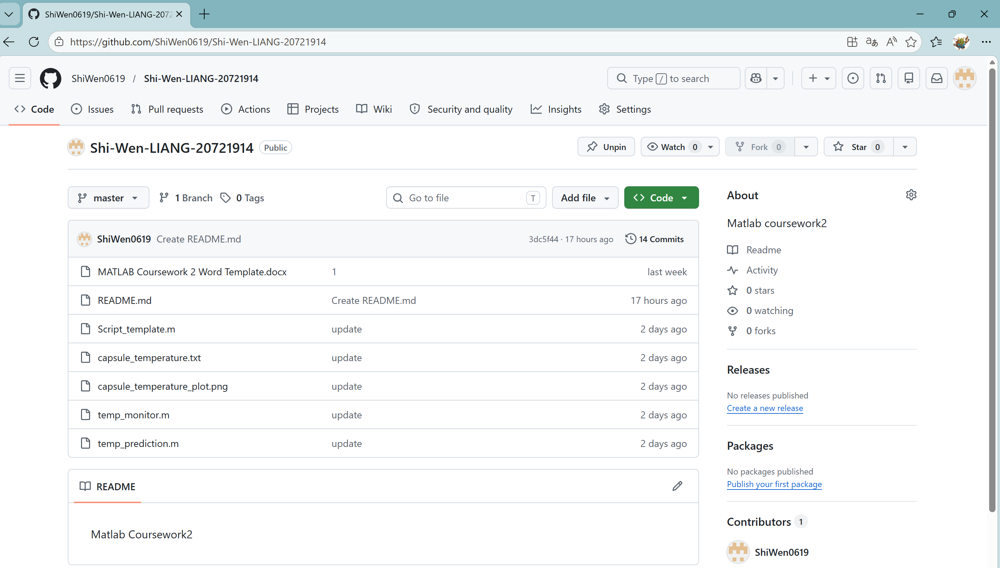 ShiWen0619/Shi-Wen-LIANG-2072
https://github.com/ShiWen0619/Shi-Wen-LIANG-20721914
ShiWen0619 / Shi-Wen-LIANG-20721914
Type / to search
Code Issues Pull requests Actions Projects Wiki Security and quality Insights Settings
Shi-Wen-LIANG-20721914 Public
Unpin Watch 0 Fork 0 Star 0
master 1 Branch 0 Tags Go to file T Add file Code
ShiWen0619 Create README.md 3dc5f44 · 17 hours ago 14 Commits
MATLAB Coursework 2 Word Template.docx 1 last week
README.md Create README.md 17 hours ago
Script_template.m update 2 days ago
capsule_temperature.txt update 2 days ago
capsule_temperature_plot.png update 2 days ago
temp_monitor.m update 2 days ago
temp_prediction.m update 2 days ago
README
Matlab Coursework2
About
Matlab coursework2
Readme
Activity
0 stars
0 watching
0 forks
Releases
No releases published
Create a new release
Packages
No packages published
Publish your first package
Contributors 1
ShiWen0619